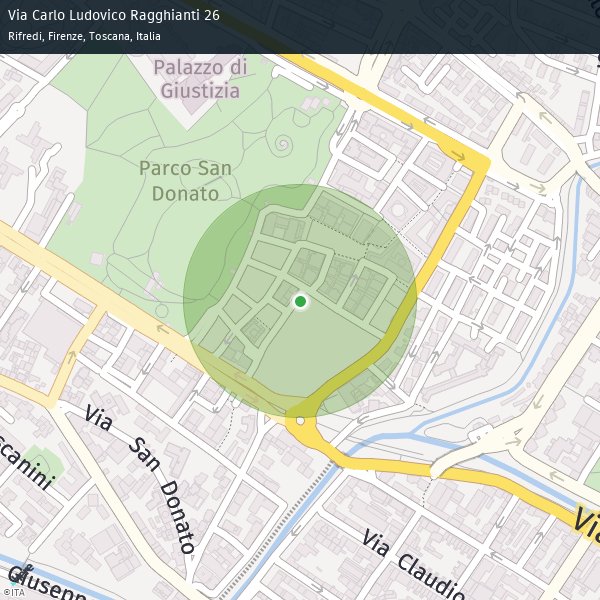 Via Carlo Ludovico Ragghianti 26
Rifredi, Firenze, Toscana, Italia
Palazzo di
Giustizia
Parco San
Donato
Via San Donato
scanini
Via Claudio
Via
Giusepp
©ITA